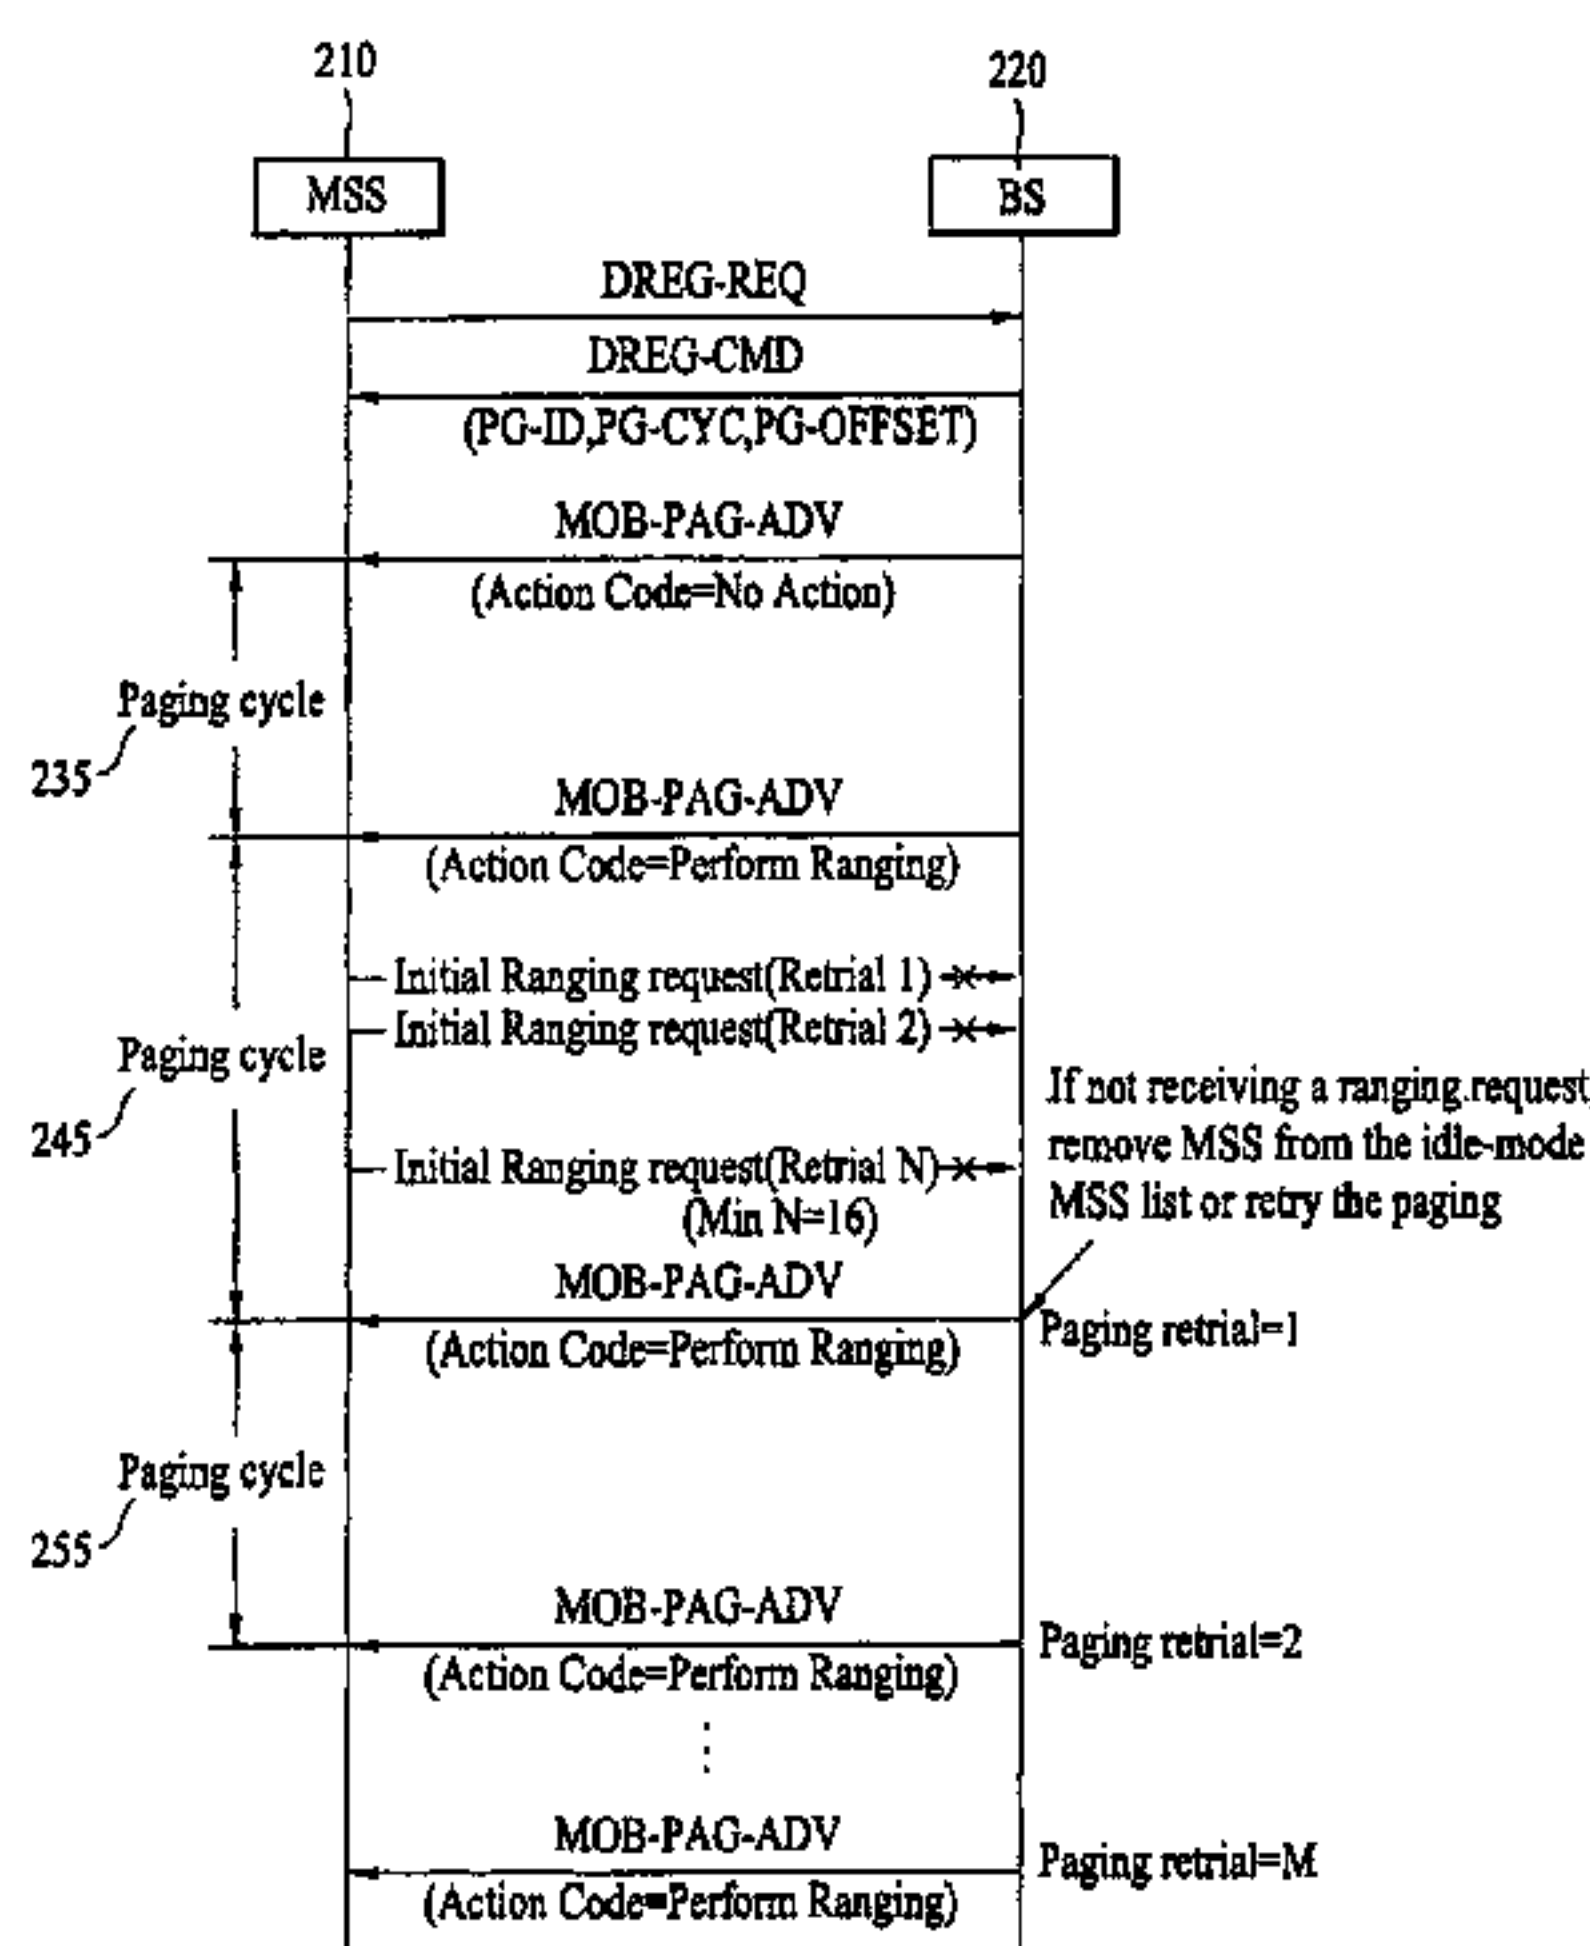 210
220
MSS
BS
DREG-REQ
DREG-CMD
(PG-ID,PG-CYC,PG-OFFSET)
MOB-PAG-ADV
(Action Code=No Action)
Paging cycle
235
MOB-PAG-ADV
(Action Code=Perform Ranging)
Initial Ranging request(Retrial 1)
Initial Ranging request(Retrial 2)
Paging cycle
245
If not receiving a ranging request,
remove MSS from the idle-mode
MSS list or retry the paging
Initial Ranging request(Retrial N)
(Min N=16)
MOB-PAG-ADV
(Action Code=Perform Ranging)
Paging retrial=1
Paging cycle
255
MOB-PAG-ADV
(Action Code=Perform Ranging)
Paging retrial=2
MOB-PAG-ADV
(Action Code=Perform Ranging)
Paging retrial=M